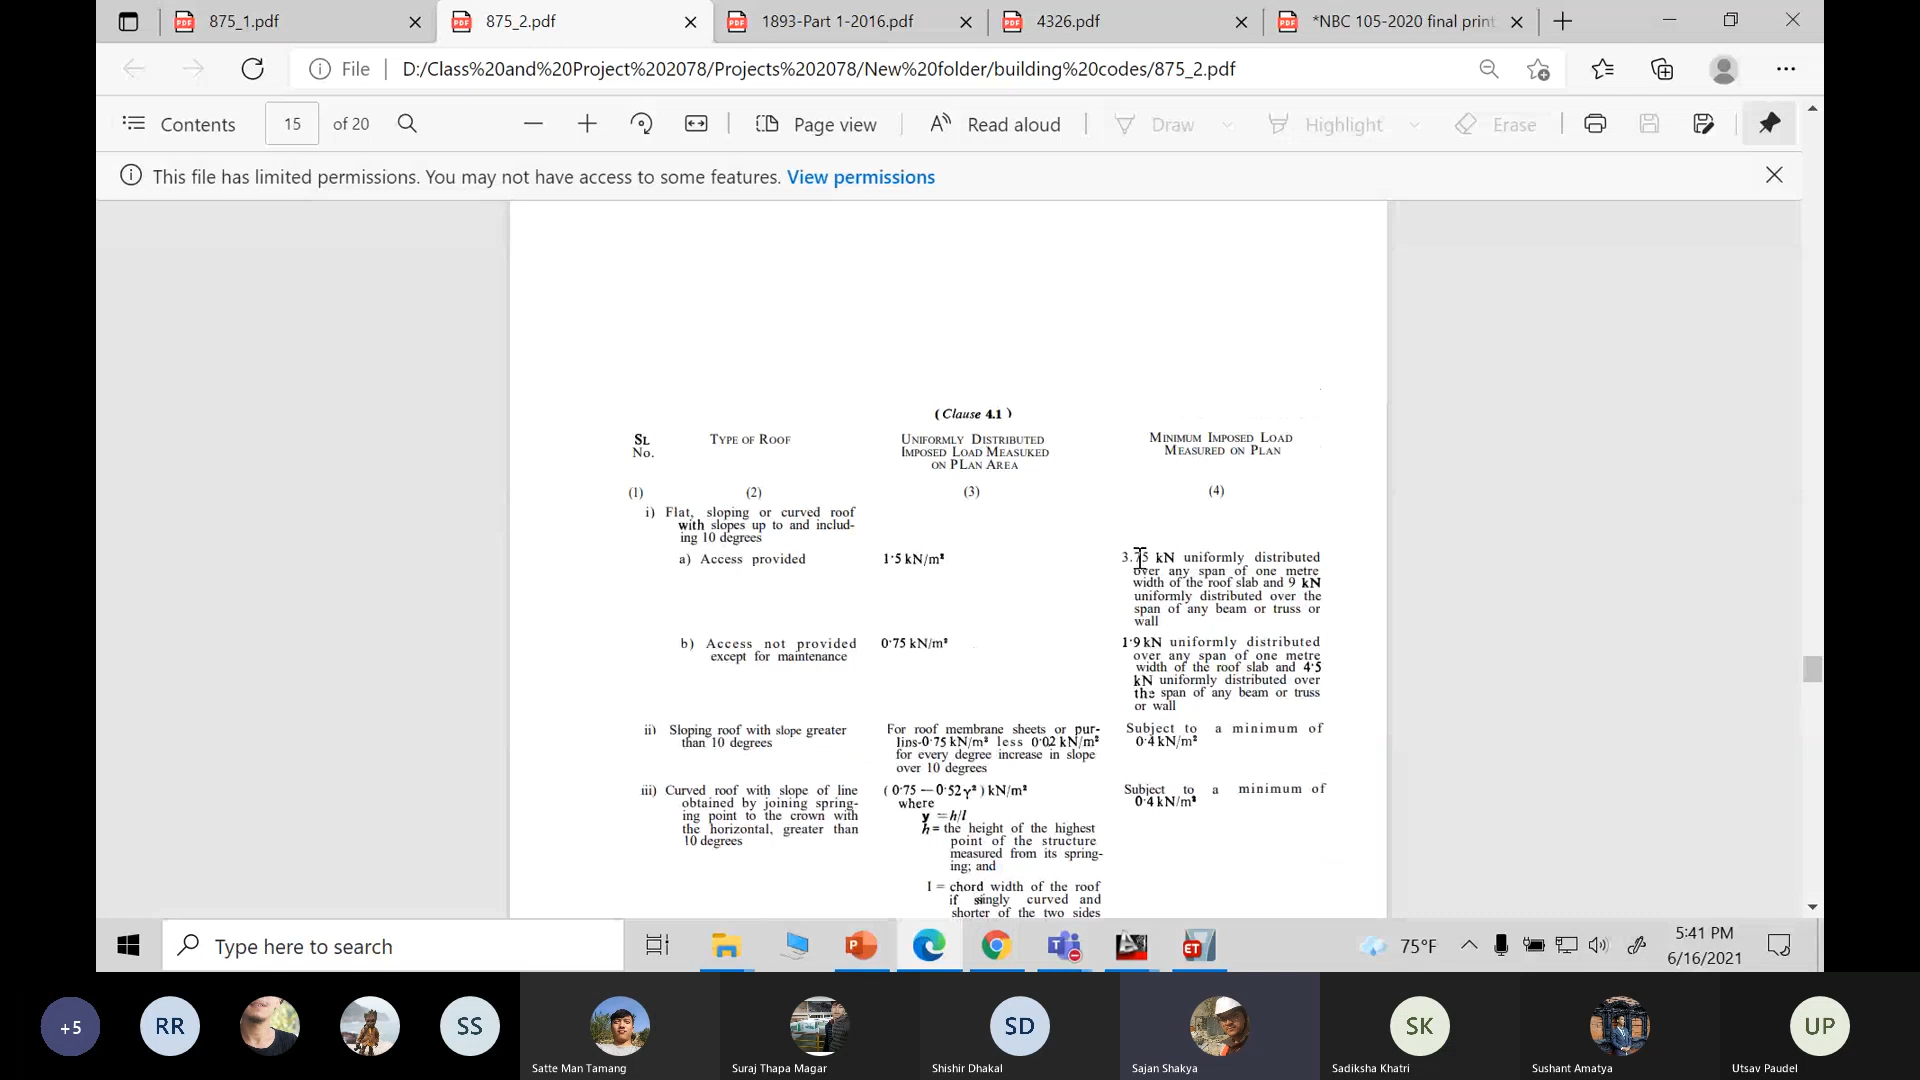 875_1.pdf
875_2.pdf
1893-Part 1-2016.pdf
4326.pdf
*NBC 105-2020 final print
File
D:/Class%20and%20Project%202078/Projects%202078/New%20folder/building%20codes/875_2.pdf
Contents
15 of 20
Page view
Read aloud
Draw
Highlight
Erase
This file has limited permissions. You may not have access to some features. View permissions
( Clause 4.1 )
SL No.
TYPE OF ROOF
UNIFORMLY DISTRIBUTED
IMPOSED LOAD MEASUKED
ON PLAN AREA
MINIMUM IMPOSED LOAD
MEASURED ON PLAN
(1) (2) (3) (4)
i) Flat, sloping or curved roof
with slopes up to and includ-
ing 10 degrees
a) Access provided
1·5 kN/m²
3.75 kN uniformly distributed
over any span of one metre
width of the roof slab and 9 kN
uniformly distributed over the
span of any beam or truss or
wall
b) Access not provided
except for maintenance
0·75 kN/m²
1·9 kN uniformly distributed
over any span of one metre
width of the roof slab and 4·5
kN uniformly distributed over
the span of any beam or truss
or wall
ii) Sloping roof with slope greater
than 10 degrees
For roof membrane sheets or pur-
lins-0·75 kN/m² less 0·02 kN/m²
for every degree increase in slope
over 10 degrees
Subject to a minimum of
0·4 kN/m²
iii) Curved roof with slope of line
obtained by joining spring-
ing point to the crown with
the horizontal, greater than
10 degrees
( 0·75 — 0·52 γ² ) kN/m²
where
y = h/l
h = the height of the highest
point of the structure
measured from its spring-
ing; and
I = chord width of the roof
if singly curved and
shorter of the two sides
Subject to a minimum of
0·4 kN/m²
Type here to search
ET
75°F
5:41 PM
6/16/2021
+5
RR
SS
Satte Man Tamang
Suraj Thapa Magar
SD
Shishir Dhakal
Sajan Shakya
SK
Sadiksha Khatri
Sushant Amatya
UP
Utsav Paudel